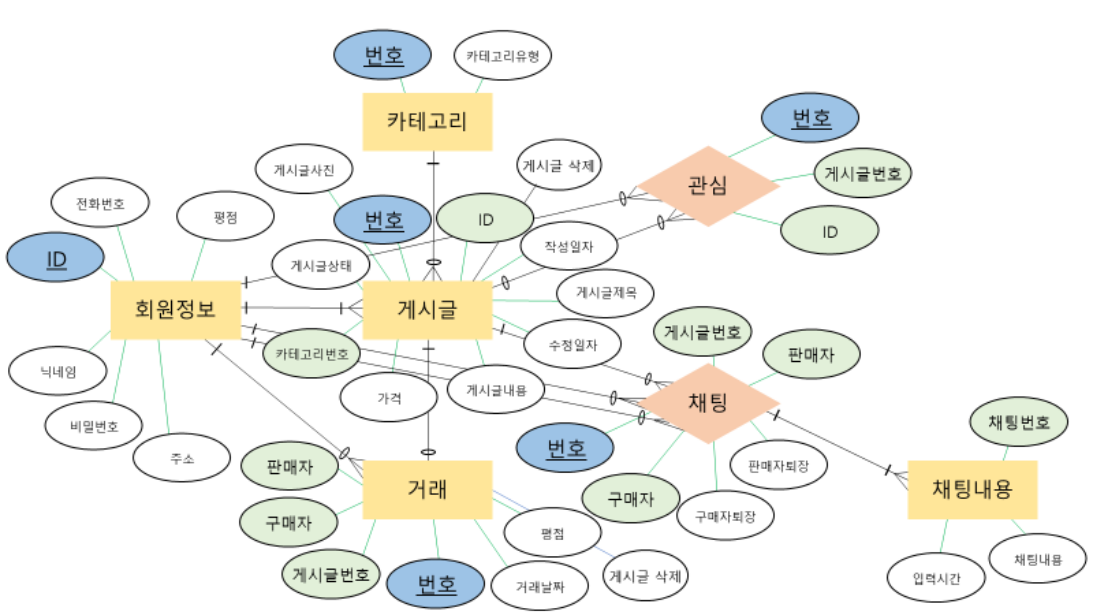 번호
카테고리유형
카테고리
번호
게시글사진
게시글 삭제
게시글번호
관심
전화번호
평점
번호
ID
ID
ID
게시글상태
작성일자
회원정보
게시글
게시글제목
게시글번호
카테고리번호
수정일자
판매자
닉네임
가격
게시글내용
채팅
비밀번호
번호
채팅번호
주소
판매자
판매자퇴장
거래
채팅내용
구매자
구매자
구매자퇴장
평점
게시글번호
번호
거래날짜
게시글 삭제
입력시간
채팅내용